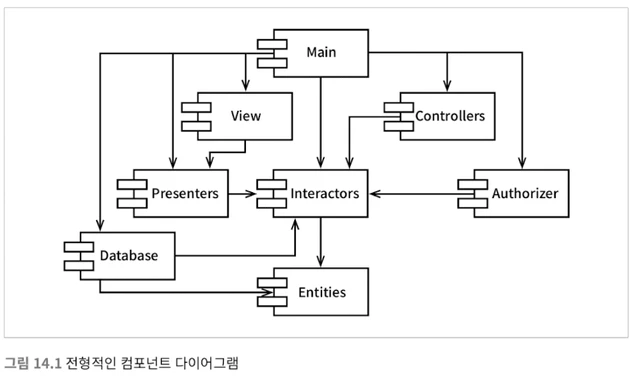 Main
View
Controllers
Presenters
Interactors
Authorizer
Database
Entities
그림 14.1 전형적인 컴포넌트 다이어그램